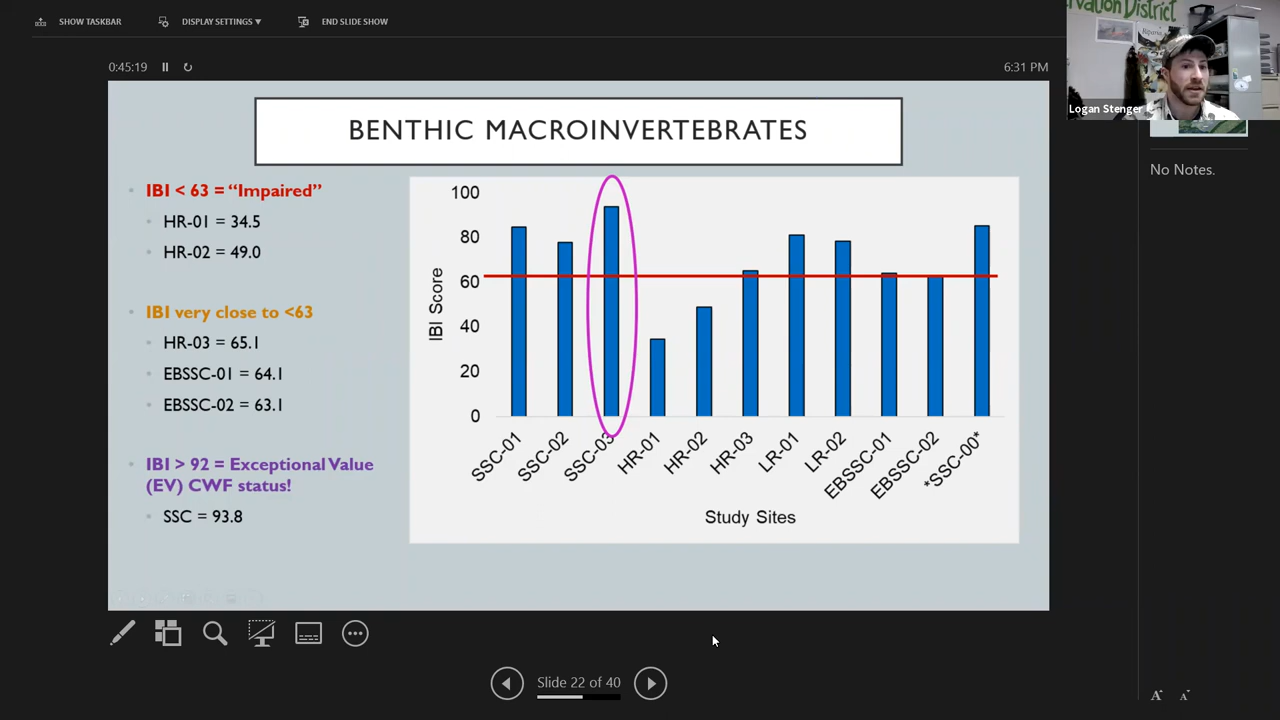 SHOW TASKBAR
DISPLAY SETTINGS ▾
END SLIDE SHOW
ervation District
Logan Stenger
0:45:19
6:31 PM
No Notes.
BENTHIC MACROINVERTEBRATES
IBI < 63 = “Impaired”
HR-01 = 34.5
HR-02 = 49.0
IBI very close to <63
HR-03 = 65.1
EBSSC-01 = 64.1
EBSSC-02 = 63.1
IBI > 92 = Exceptional Value
(EV) CWF status!
SSC = 93.8
100
80
60
40
20
0
IBI Score
SSC-01
SSC-02
SSC-03
HR-01
HR-02
HR-03
LR-01
LR-02
EBSSC-01
EBSSC-02
*SSC-00*
Study Sites
Slide 22 of 40
A
A